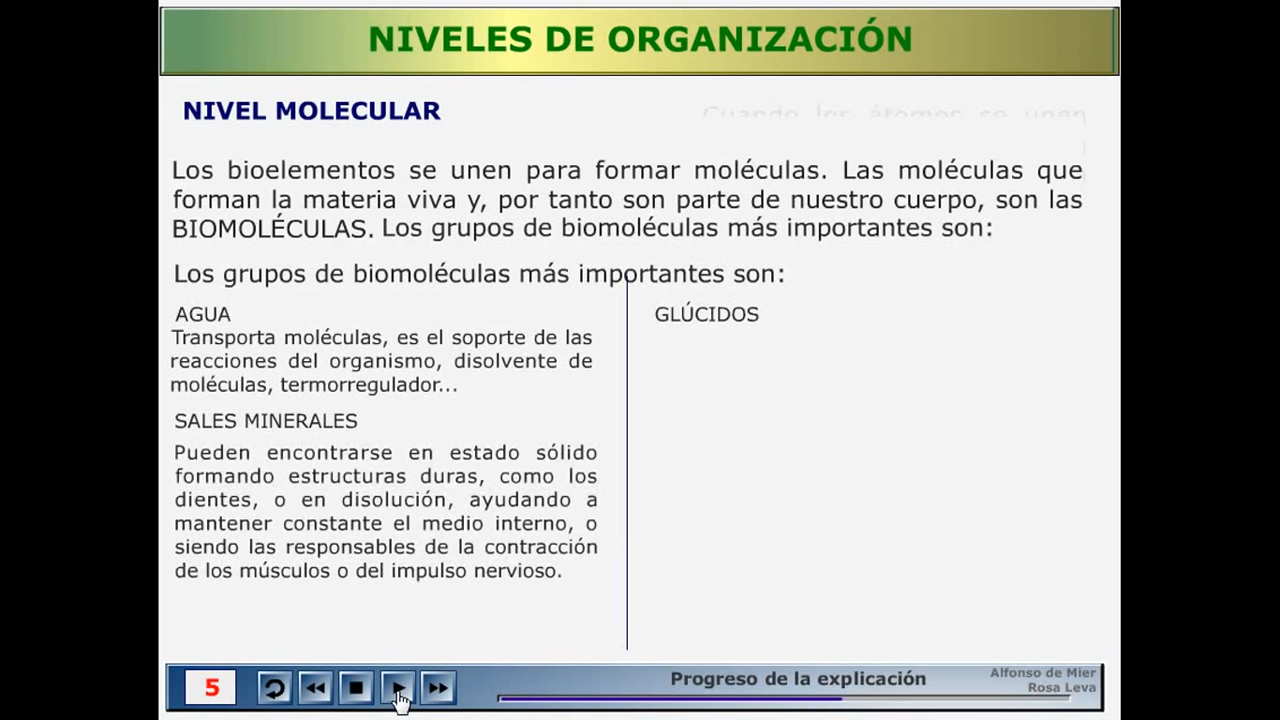 NIVELES DE ORGANIZACIÓN
NIVEL MOLECULAR
Cuando los átomos se unen
Los bioelementos se unen para formar moléculas. Las moléculas que
forman la materia viva y, por tanto son parte de nuestro cuerpo, son las
BIOMOLÉCULAS. Los grupos de biomoléculas más importantes son:
Los grupos de biomoléculas más importantes son:
AGUA
Transporta moléculas, es el soporte de las
reacciones del organismo, disolvente de
moléculas, termorregulador...
SALES MINERALES
Pueden encontrarse en estado sólido
formando estructuras duras, como los
dientes, o en disolución, ayudando a
mantener constante el medio interno, o
siendo las responsables de la contracción
de los músculos o del impulso nervioso.
GLÚCIDOS
5
Progreso de la explicación
Alfonso de Mier
Rosa Leva